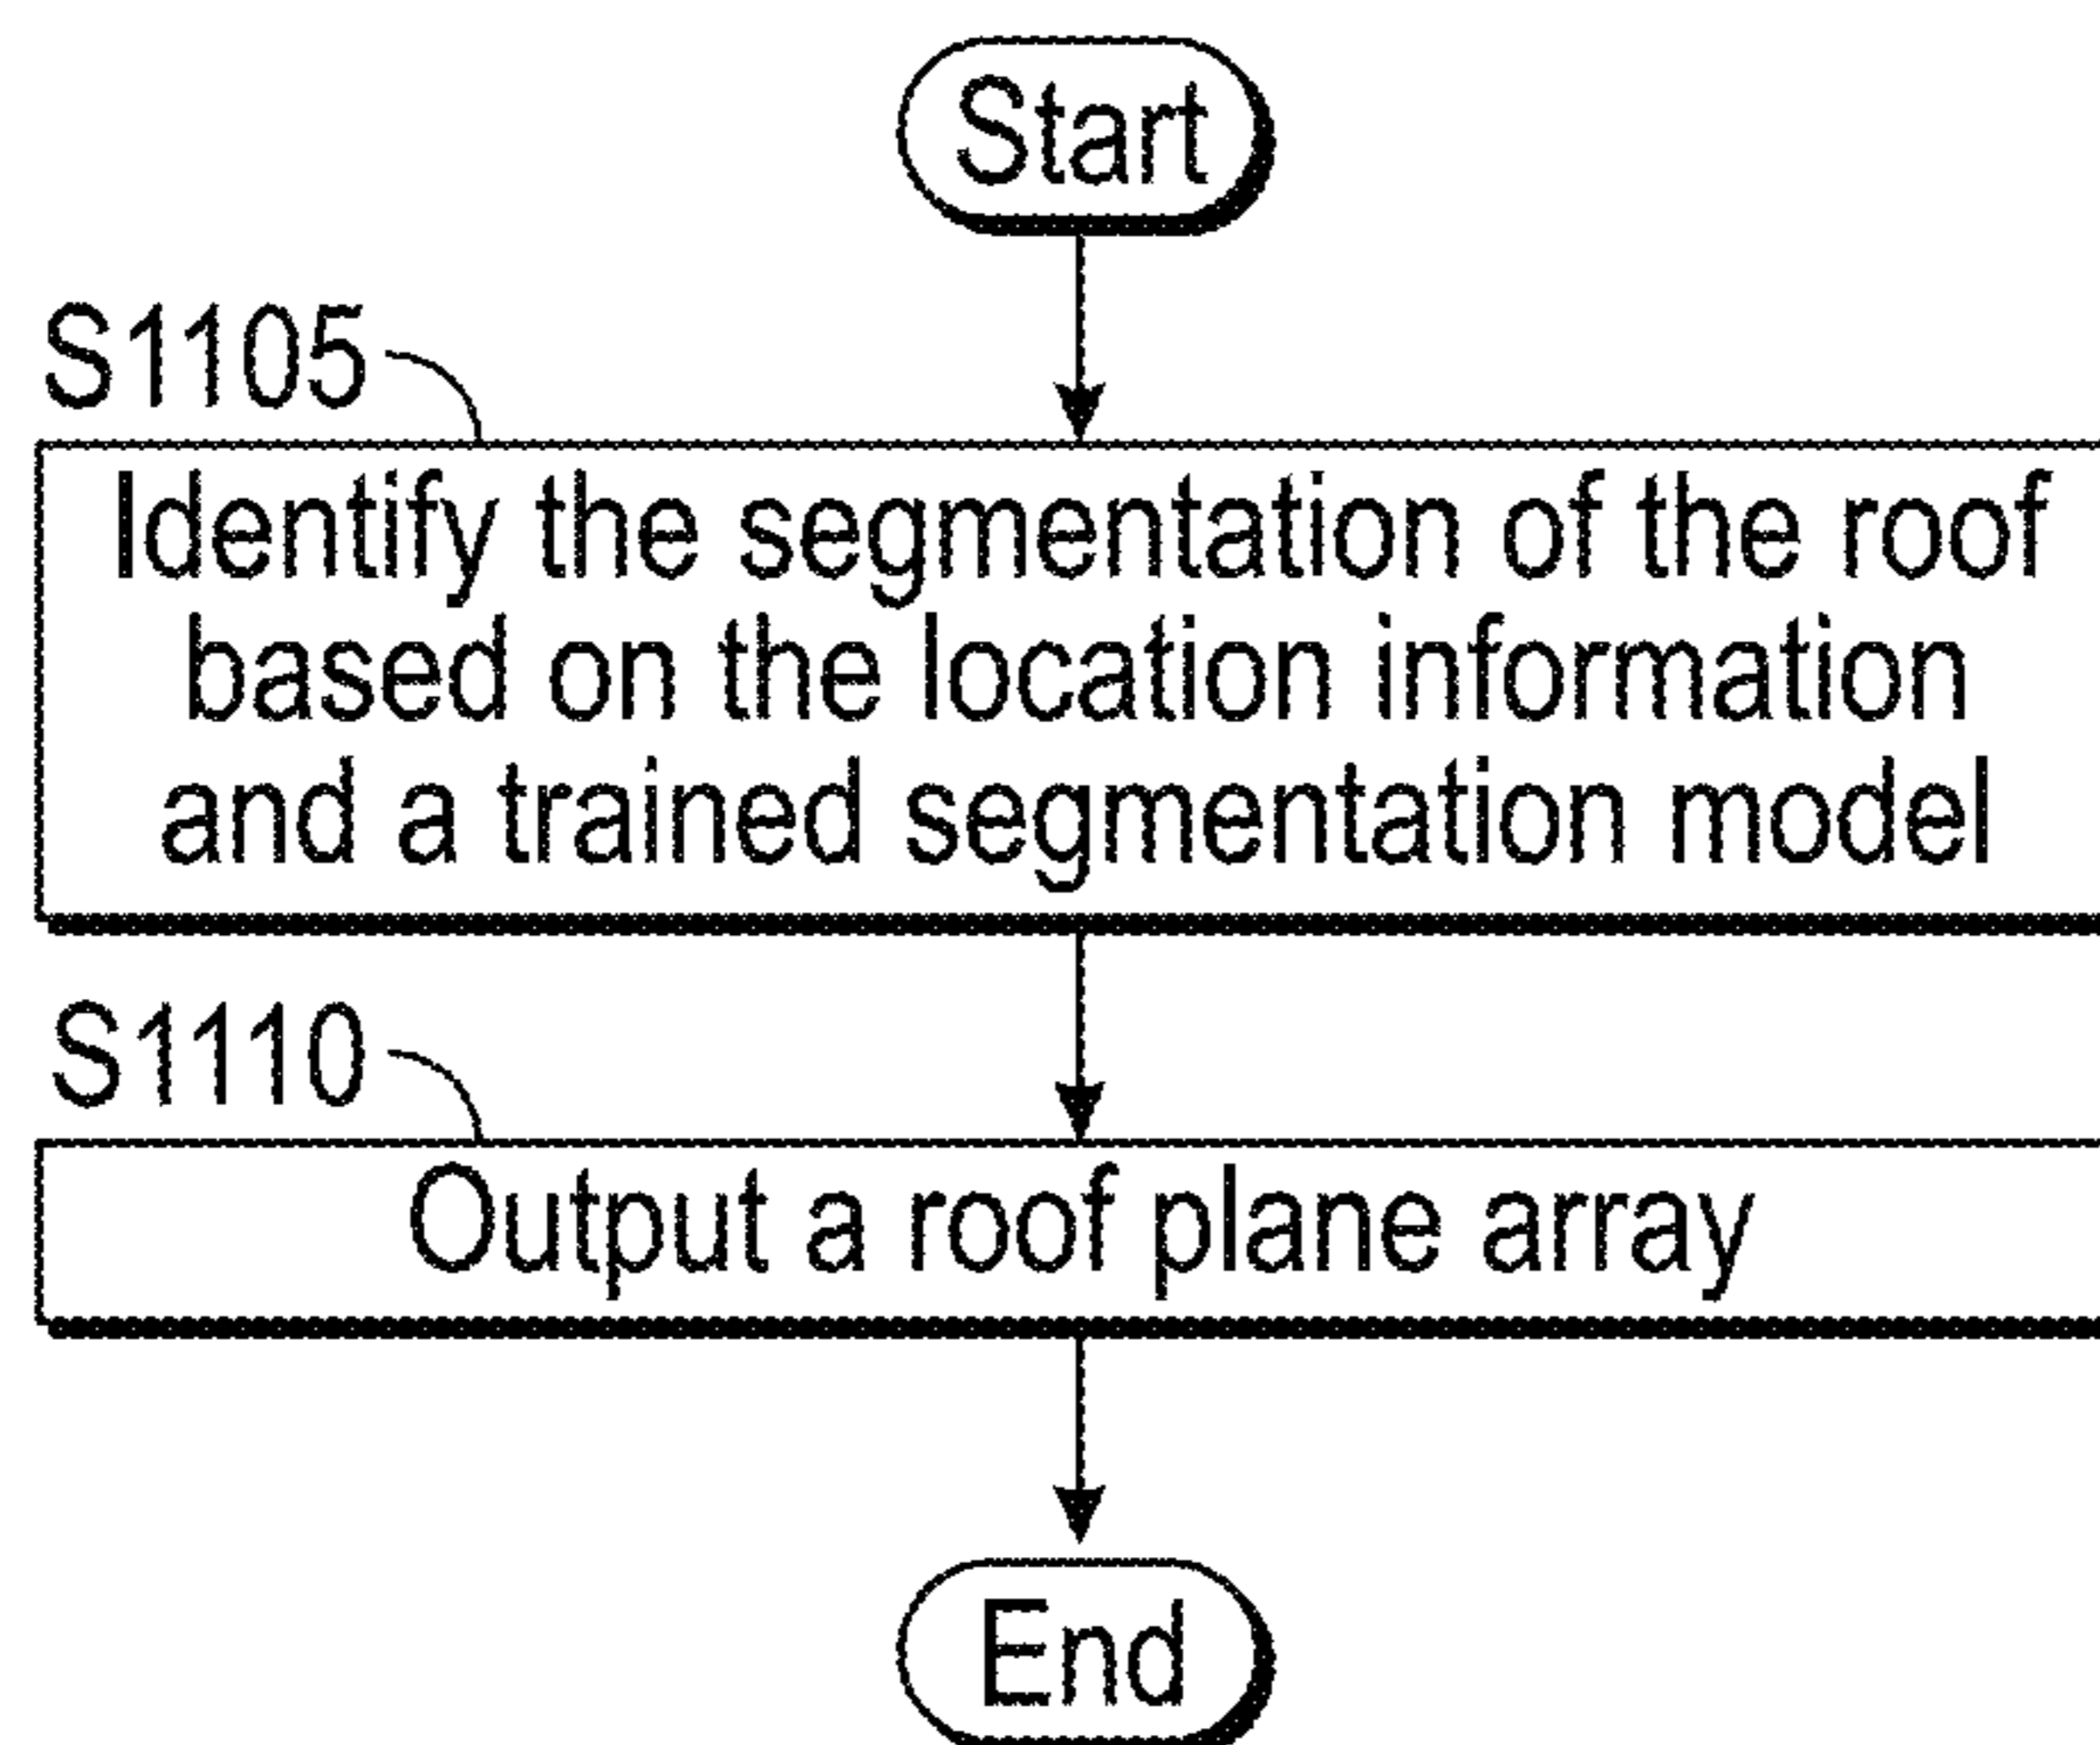 Start
S1105
Identify the segmentation of the roof
based on the location information
and a trained segmentation model
S1110
Output a roof plane array
End